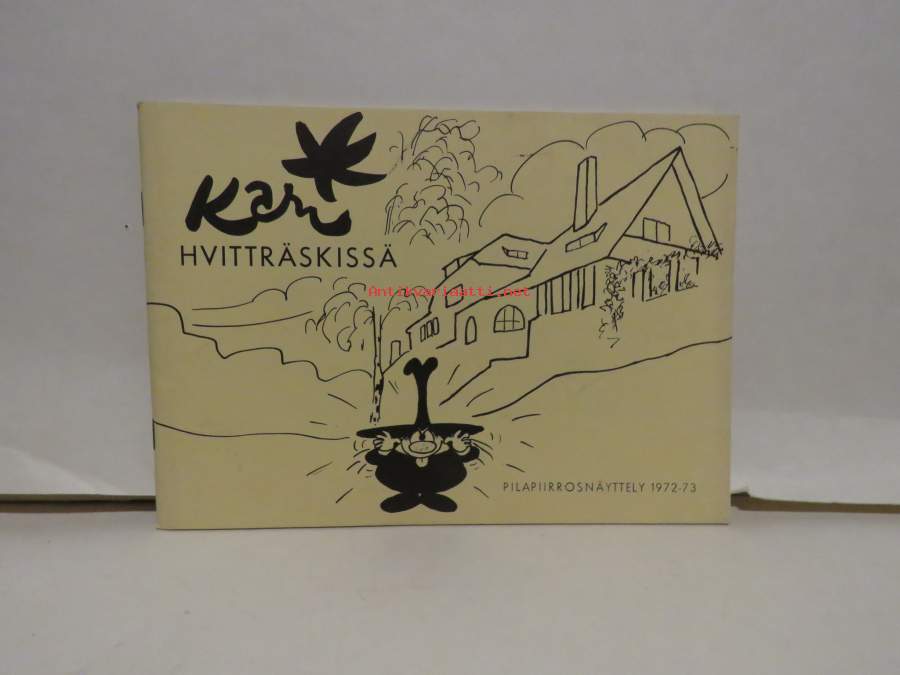 Kari
HVITTRÄSKISSÄ
Antikvariaatti.net
PILAPIIRROSNÄYTTELY 1972-73